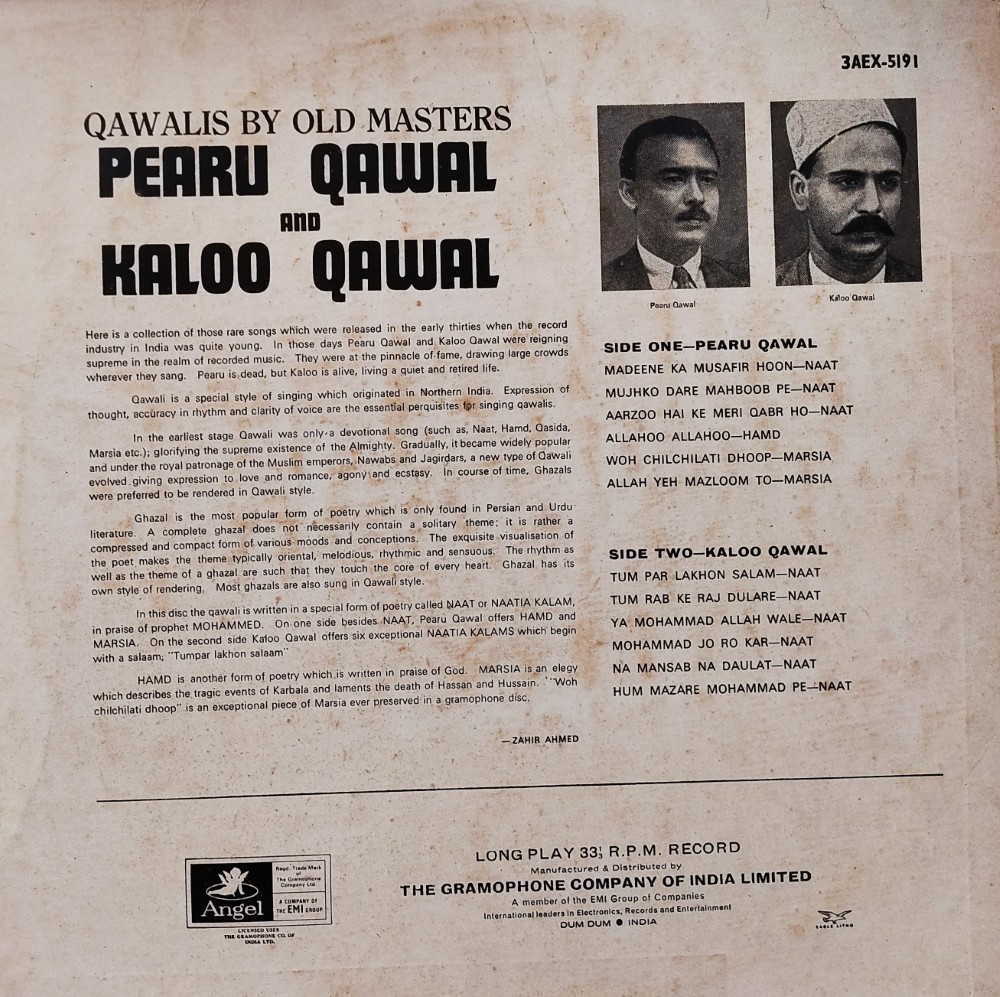 3AEX-5191
QAWALIS BY OLD MASTERS
PEARU QAWAL
AND
KALOO QAWAL
Pearu Qawal
Kaloo Qawal
Here is a collection of those rare songs which were released in the early thirties when the record
industry in India was quite young. In those days Pearu Qawal and Kaloo Qawal were reigning
supreme in the realm of recorded music. They were at the pinnacle of fame, drawing large crowds
wherever they sang. Pearu is dead, but Kaloo is alive, living a quiet and retired life.
Qawali is a special style of singing which originated in Northern India. Expression of
thought, accuracy in rhythm and clarity of voice are the essential perquisites for singing qawalis.
In the earliest stage Qawali was only a devotional song (such as, Naat, Hamd, Qasida,
Marsia etc.); glorifying the supreme existence of the Almighty. Gradually, it became widely popular
and under the royal patronage of the Muslim emperors, Nawabs and Jagirdars, a new type of Qawali
evolved giving expression to love and romance, agony and ecstasy. In course of time, Ghazals
were preferred to be rendered in Qawali style.
Ghazal is the most popular form of poetry which is only found in Persian and Urdu
literature. A complete ghazal does not necessarily contain a solitary theme; it is rather a
compressed and compact form of various moods and conceptions. The exquisite visualisation of
the poet makes the theme typically oriental, melodious, rhythmic and sensuous. The rhythm as
well as the theme of a ghazal are such that they touch the core of every heart. Ghazal has its
own style of rendering. Most ghazals are also sung in Qawali style.
In this disc the qawali is written in a special form of poetry called NAAT or NAATIA KALAM,
in praise of prophet MOHAMMED. On one side besides NAAT, Pearu Qawal offers HAMD and
MARSIA. On the second side Kaloo Qawal offers six exceptional NAATIA KALAMS which begin
with a salaam; "Tumpar lakhon salaam"
HAMD is another form of poetry which is written in praise of God. MARSIA is an elegy
which describes the tragic events of Karbala and laments the death of Hassan and Hussain. "Woh
chilchilati dhoop" is an exceptional piece of Marsia ever preserved in a gramophone disc.
—ZAHIR AHMED
SIDE ONE—PEARU QAWAL
MADEENE KA MUSAFIR HOON—NAAT
MUJHKO DARE MAHBOOB PE—NAAT
AARZOO HAI KE MERI QABR HO—NAAT
ALLAHOO ALLAHOO—HAMD
WOH CHILCHILATI DHOOP—MARSIA
ALLAH YEH MAZLOOM TO—MARSIA
SIDE TWO—KALOO QAWAL
TUM PAR LAKHON SALAM—NAAT
TUM RAB KE RAJ DULARE—NAAT
YA MOHAMMAD ALLAH WALE—NAAT
MOHAMMAD JO RO KAR—NAAT
NA MANSAB NA DAULAT—NAAT
HUM MAZARE MOHAMMAD PE—NAAT
Angel
Regd. Trade Mark
of
The Gramophone
Company Ltd.
A COMPANY OF
THE EMI GROUP
LICENSED USER
THE GRAMOPHONE CO. OF
INDIA LTD.
LONG PLAY 33⅓ R.P.M. RECORD
Manufactured & Distributed by
THE GRAMOPHONE COMPANY OF INDIA LIMITED
A member of the EMI Group of Companies
International leaders in Electronics, Records and Entertainment
DUM DUM ● INDIA
EAGLE LITHO